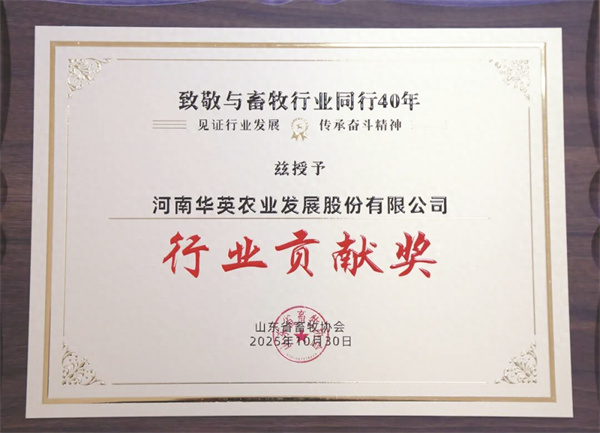 致敬与畜牧行业同行40年
见证行业发展 传承奋斗精神
兹授予
河南华英农业发展股份有限公司
行业贡献奖
山东省畜牧协会
2025年10月30日